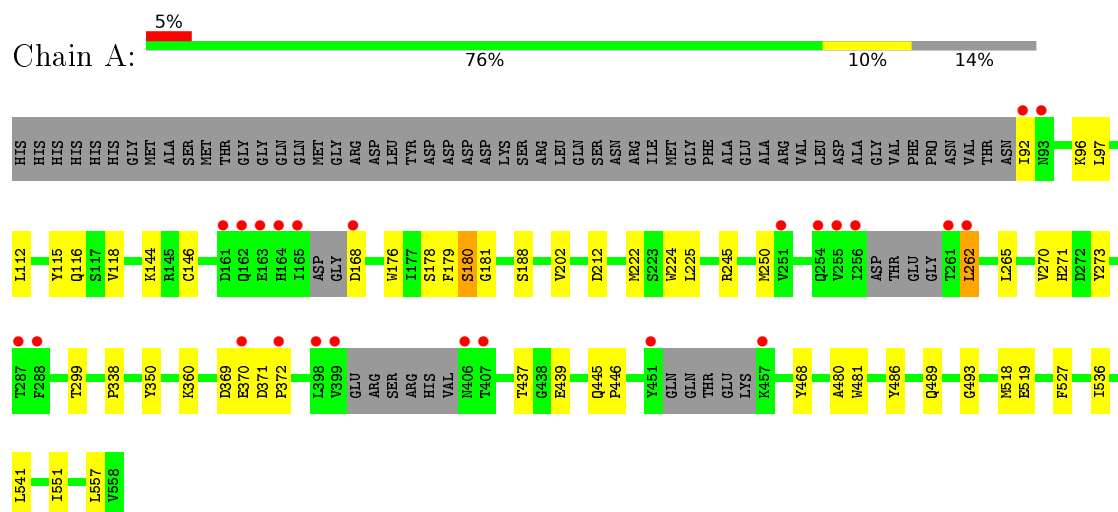 5%
Chain A:
76% 10% 14%
HIS HIS HIS HIS HIS HIS GLY MET ALA SER MET THR GLY GLY GLN GLN MET GLY ARG ASP LEU TYR ASP ASP ASP ASP LYS SER ARG LEU GLN SER ASN ARG ILE MET GLY PHE ALA GLU ALA ARG VAL LEU ASP ALA GLY VAL PHE PRO ASN VAL THR ASN I92 N93 K96 L97
L112 Y115 Q116 S117 V118 K144 R145 C146 D161 Q162 E163 H164 I165 ASP GLY D168 W176 I177 S178 F179 S180 G181 S188 V202 D212 M222 S223 W224 L225 R245 M250 V251 Q254 V255 I256 ASP THR GLU GLY T261 L262 L265 V270 H271 D272 Y273
T287 F288 T299 P338 Y350 K360 D369 E370 D371 P372 L398 V399 GLU ARG SER ARG HIS VAL N406 T407 T437 G438 E439 Q445 P446 Y451 GLN GLN THR GLU LYS K457 Y468 A480 W481 Y486 Q489 G493 M518 E519 F527 I536
L541 I551 L557 V558